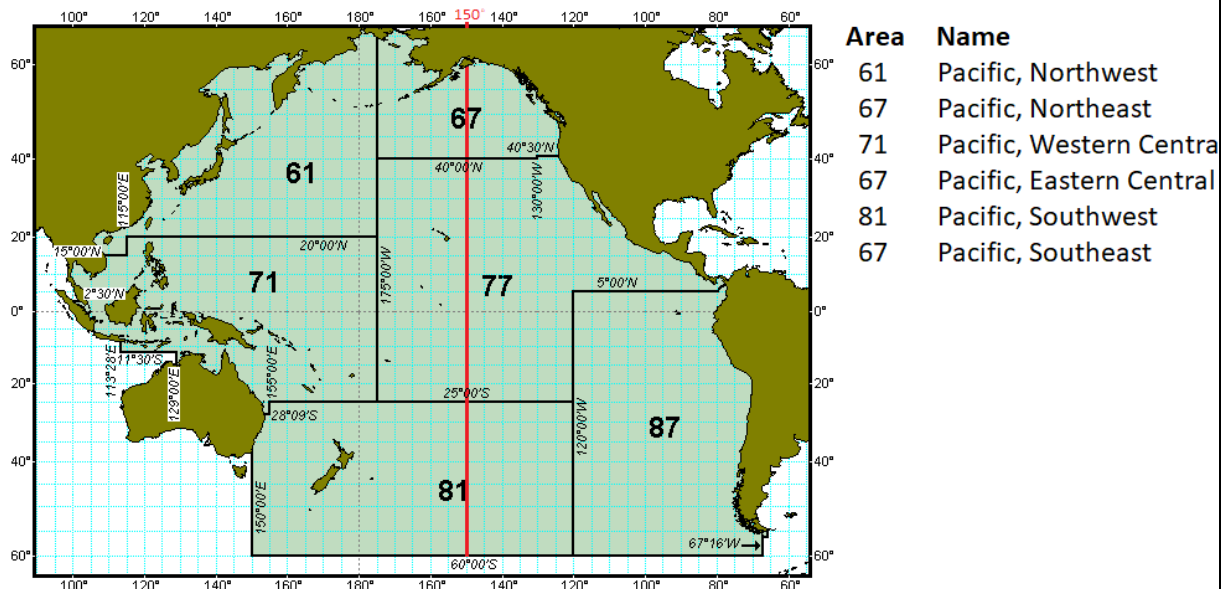 100° 120° 140° 160° 180° 160° 150° 140° 120° 100° 80° 60°
60° 60°
67
40°30'N
40° 40°
40°00'N
61
115°00'E
130°00'W
20° 20°
20°00'N
15°00'N
71
175°00'W
77
2°30'N
5°00'N
0° 0°
11°30'S
113°28'E
129°00'E
155°00'E
20° 20°
25°00'S
28°09'S
120°00'W
87
40° 40°
81
150°00'E
67°16'W
60° 60°
60°00'S
100° 120° 140° 160° 180° 160° 140° 120° 100° 80° 60°
Area Name
61 Pacific, Northwest
67 Pacific, Northeast
71 Pacific, Western Centra
67 Pacific, Eastern Central
81 Pacific, Southwest
67 Pacific, Southeast